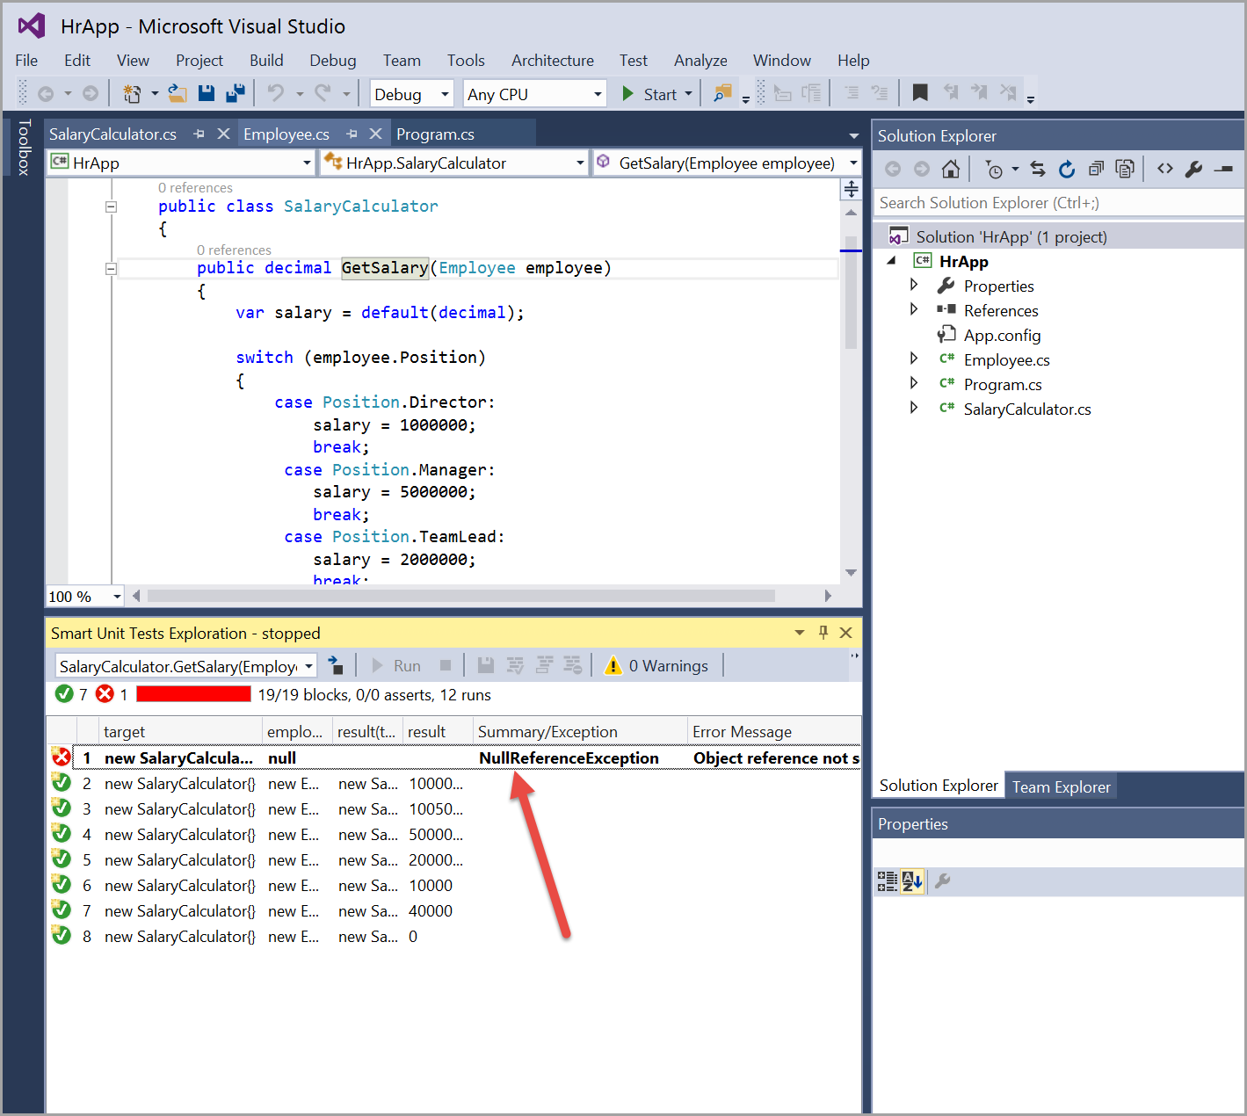 HrApp - Microsoft Visual Studio
File Edit View Project Build Debug Team Tools Architecture Test Analyze Window Help
Debug Any CPU Start
Toolbox
SalaryCalculator.cs Employee.cs Program.cs
C# HrApp HrApp.SalaryCalculator GetSalary(Employee employee)
0 references
public class SalaryCalculator
{
0 references
public decimal GetSalary(Employee employee)
{
var salary = default(decimal);
switch (employee.Position)
{
case Position.Director:
salary = 1000000;
break;
case Position.Manager:
salary = 5000000;
break;
case Position.TeamLead:
salary = 2000000;
break;
100 %
Smart Unit Tests Exploration - stopped
SalaryCalculator.GetSalary(Employ Run 0 Warnings
7 1 19/19 blocks, 0/0 asserts, 12 runs
target emplo... result(t... result Summary/Exception Error Message
1 new SalaryCalcula... null NullReferenceException Object reference not s
2 new SalaryCalculator{} new E... new Sa... 10000...
3 new SalaryCalculator{} new E... new Sa... 10050...
4 new SalaryCalculator{} new E... new Sa... 50000...
5 new SalaryCalculator{} new E... new Sa... 20000...
6 new SalaryCalculator{} new E... new Sa... 10000
7 new SalaryCalculator{} new E... new Sa... 40000
8 new SalaryCalculator{} new E... new Sa... 0
Solution Explorer
Search Solution Explorer (Ctrl+;)
Solution 'HrApp' (1 project)
C# HrApp
Properties
References
App.config
C# Employee.cs
C# Program.cs
C# SalaryCalculator.cs
Solution Explorer Team Explorer
Properties